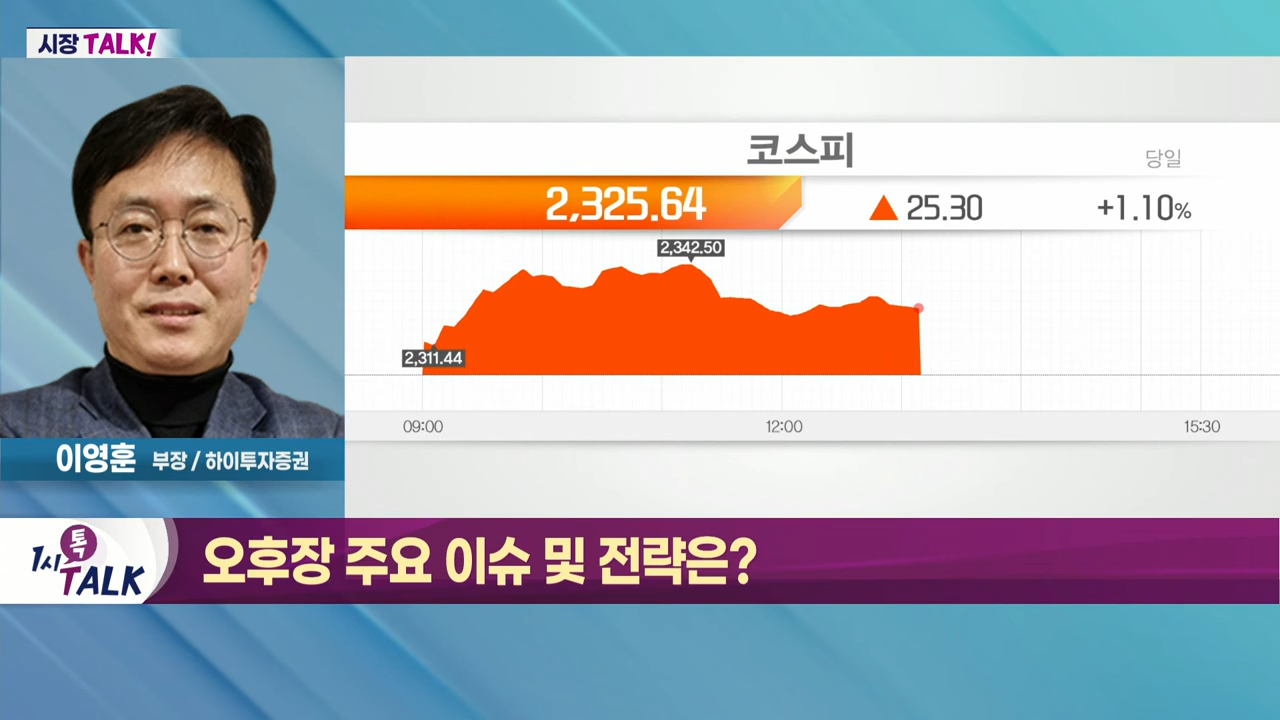 시장 TALK!
코스피
당일
2,325.64
▲ 25.30
+1.10%
2,342.50
2,311.44
09:00
12:00
15:30
이영훈 부장 / 하이투자증권
1시 톡 TALK
오후장 주요 이슈 및 전략은?